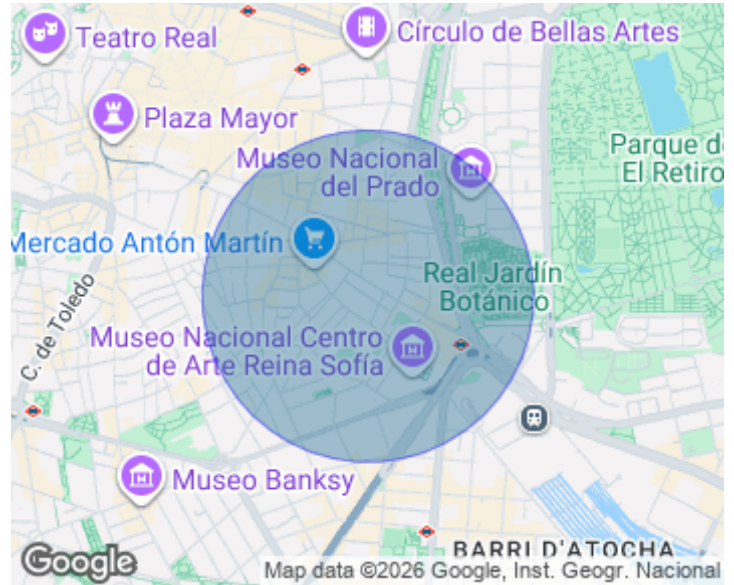 Teatro Real
Círculo de Bellas Artes
Plaza Mayor
Museo Nacional
del Prado
Parque d
El Retiro
Mercado Antón Martín
Real Jardín
Botánico
C. de Toledo
Museo Nacional Centro
de Arte Reina Sofía
Museo Banksy
BARRI D'ATOCHA
Google
Map data ©2026 Google, Inst. Geogr. Nacional